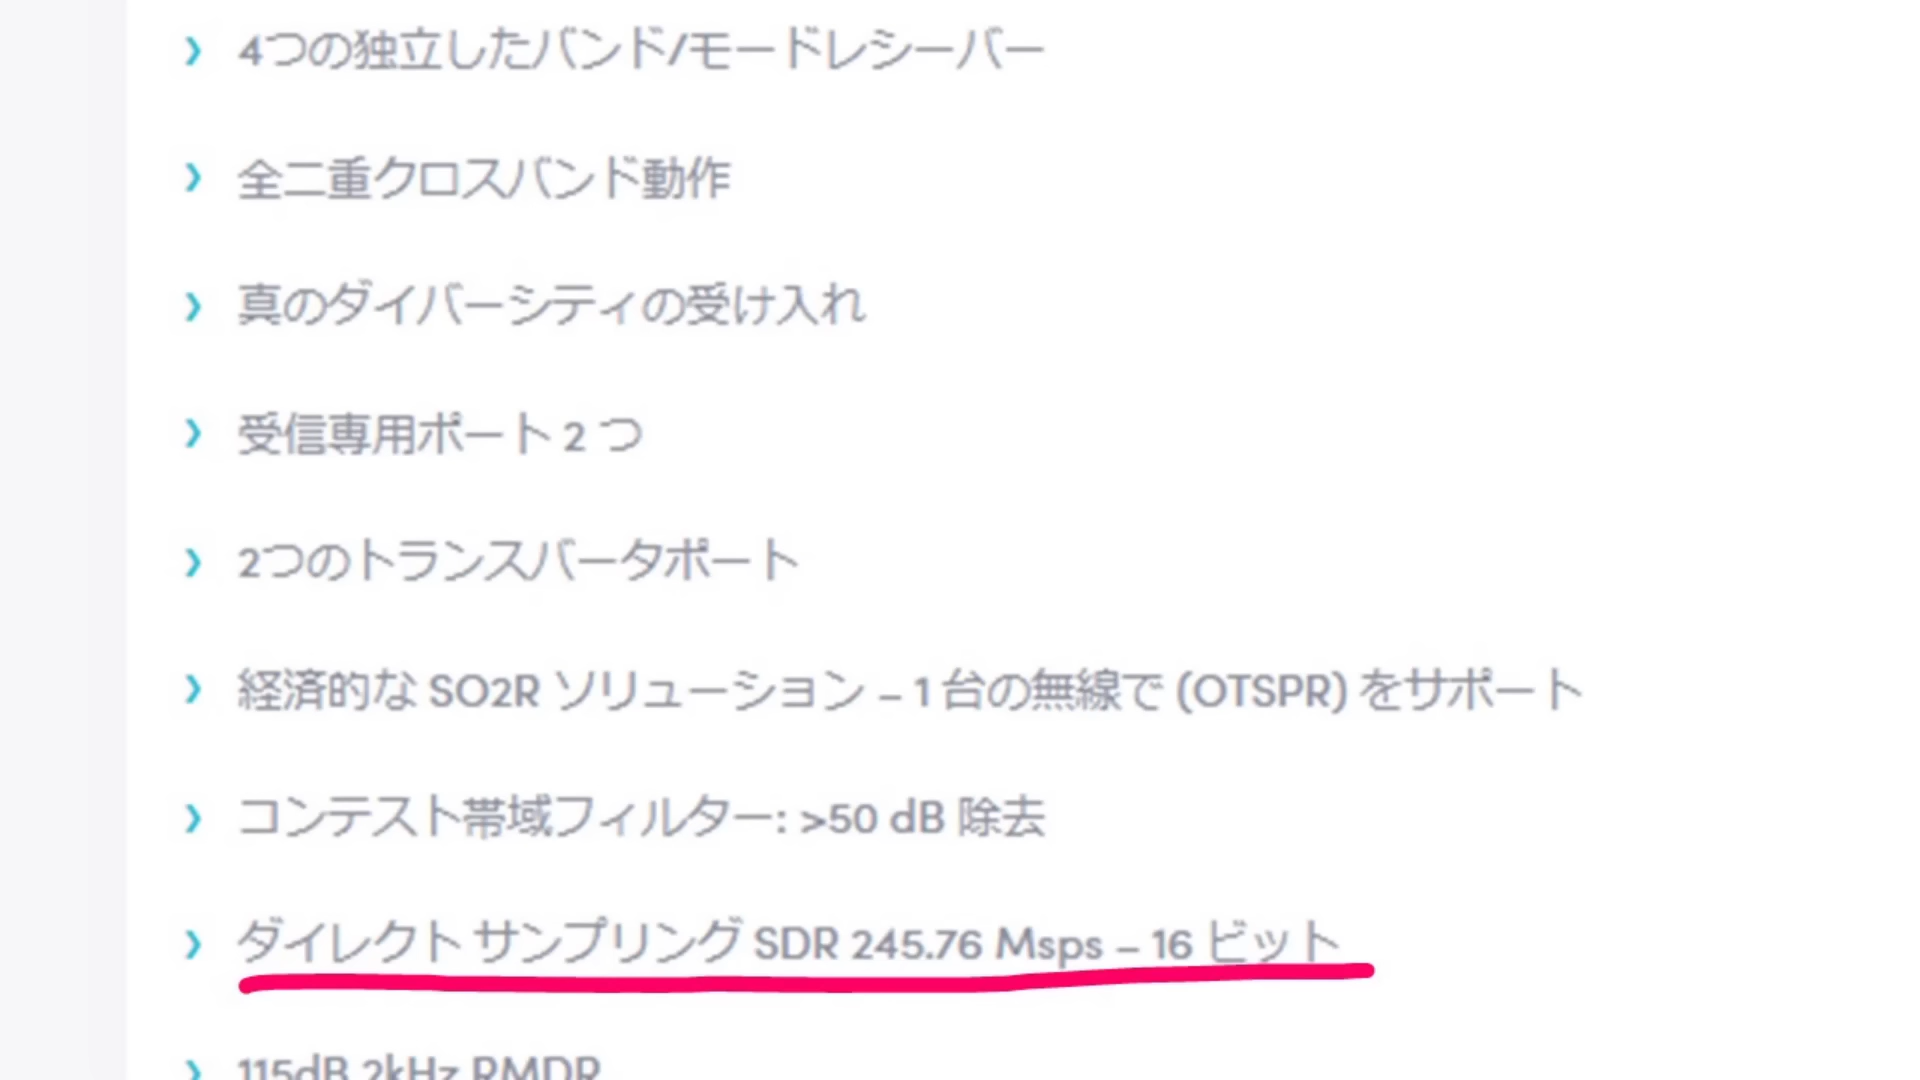 4つの独立したバンド/モードレシーバー
全二重クロスバンド動作
真のダイバーシティの受け入れ
受信専用ポート 2 つ
2つのトランスバータポート
経済的な SO2R ソリューション – 1 台の無線で (OTSPR) をサポート
コンテスト帯域フィルター: >50 dB 除去
ダイレクト サンプリング SDR 245.76 Msps – 16 ビット
115dB 2kHz RMDR